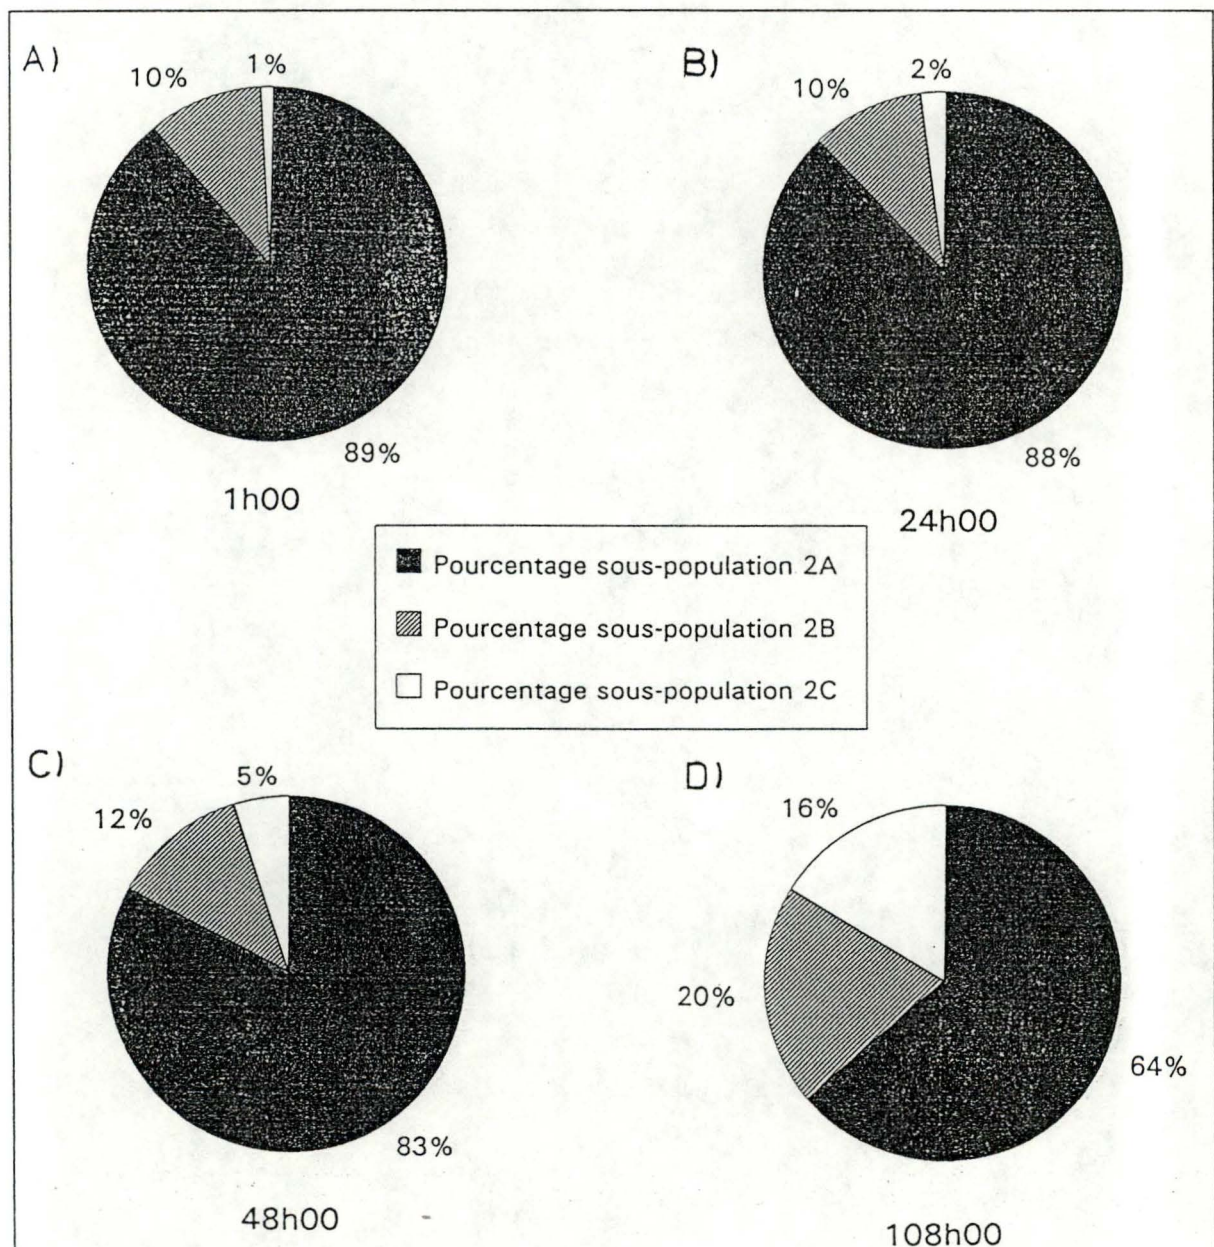 A)
10%
1%
89%
1h00
B)
10%
2%
88%
24h00
Pourcentage sous-population 2A
Pourcentage sous-population 2B
Pourcentage sous-population 2C
C)
12%
5%
83%
48h00
D)
16%
20%
64%
108h00